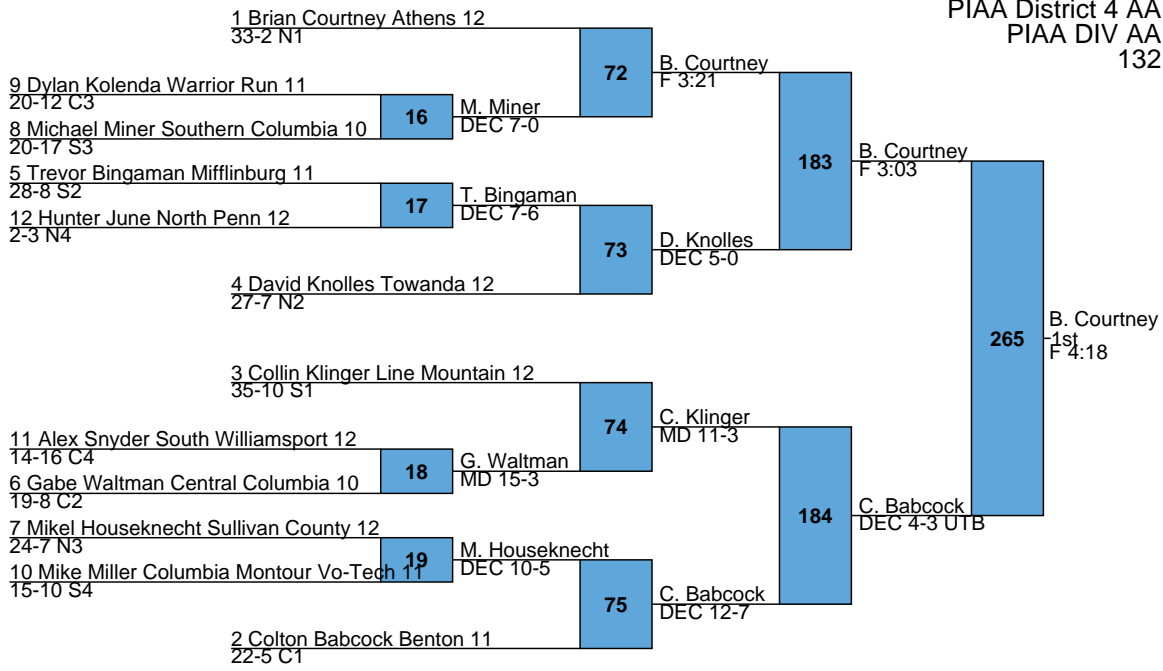 PIAA District 4 AA
PIAA DIV AA
132
1 Brian Courtney Athens 12
33-2 N1
72
B. Courtney
F 3:21
9 Dylan Kolenda Warrior Run 11
20-12 C3
16
M. Miner
DEC 7-0
8 Michael Miner Southern Columbia 10
20-17 S3
183
B. Courtney
F 3:03
5 Trevor Bingaman Mifflinburg 11
28-8 S2
17
T. Bingaman
DEC 7-6
12 Hunter June North Penn 12
2-3 N4
73
D. Knolles
DEC 5-0
4 David Knolles Towanda 12
27-7 N2
265
B. Courtney
1st
F 4:18
3 Collin Klinger Line Mountain 12
35-10 S1
74
C. Klinger
MD 11-3
11 Alex Snyder South Williamsport 12
14-16 C4
18
G. Waltman
MD 15-3
6 Gabe Waltman Central Columbia 10
19-8 C2
184
C. Babcock
DEC 4-3 UTB
7 Mikel Houseknecht Sullivan County 12
24-7 N3
19
M. Houseknecht
DEC 10-5
10 Mike Miller Columbia Montour Vo-Tech 11
15-10 S4
75
C. Babcock
DEC 12-7
2 Colton Babcock Benton 11
22-5 C1